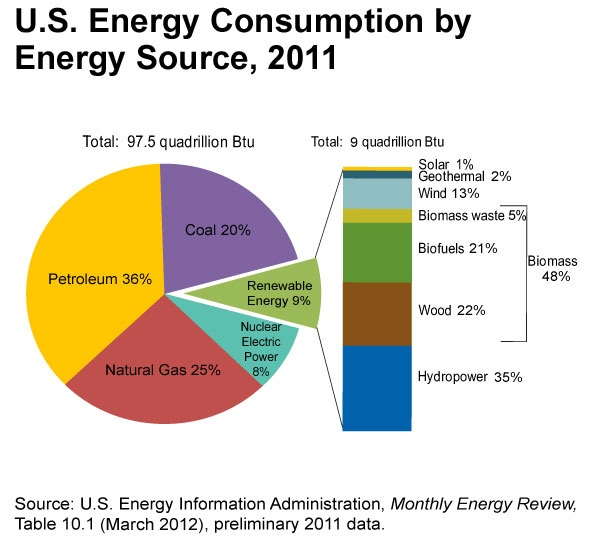 U.S. Energy Consumption by
Energy Source, 2011
Total: 97.5 quadrillion Btu
Total: 9 quadrillion Btu
Coal 20%
Petroleum 36%
Renewable
Energy 9%
Nuclear
Electric
Power
8%
Natural Gas 25%
Solar 1%
Geothermal 2%
Wind 13%
Biomass waste 5%
Biofuels 21%
Biomass
48%
Wood 22%
Hydropower 35%
Source: U.S. Energy Information Administration, Monthly Energy Review,
Table 10.1 (March 2012), preliminary 2011 data.